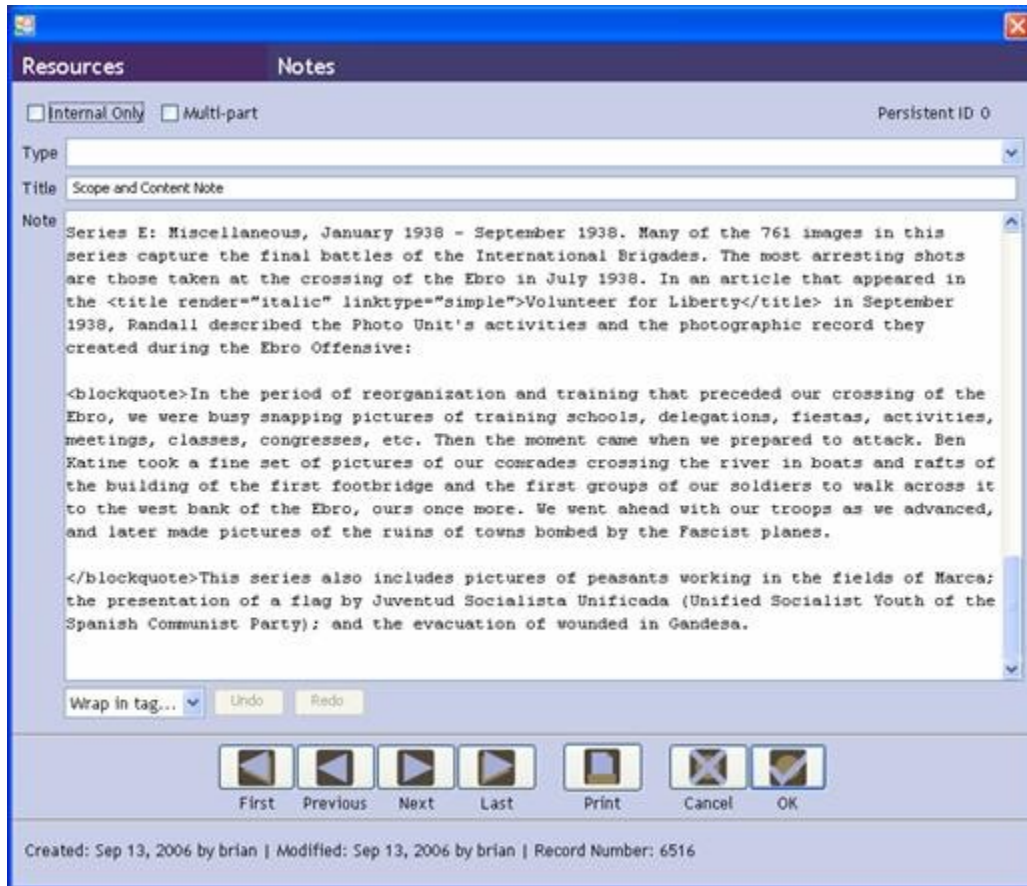 Resources Notes
Internal Only Multi-part Persistent ID 0
Type
Title Scope and Content Note
Note
Series E: Miscellaneous, January 1938 - September 1938. Many of the 761 images in this
series capture the final battles of the International Brigades. The most arresting shots
are those taken at the crossing of the Ebro in July 1938. In an article that appeared in
the <title render="italic" linktype="simple">Volunteer for Liberty</title> in September
1938, Randall described the Photo Unit's activities and the photographic record they
created during the Ebro Offensive:
<blockquote>In the period of reorganization and training that preceded our crossing of the
Ebro, we were busy snapping pictures of training schools, delegations, fiestas, activities,
meetings, classes, congresses, etc. Then the moment came when we prepared to attack. Ben
Katine took a fine set of pictures of our comrades crossing the river in boats and rafts of
the building of the first footbridge and the first groups of our soldiers to walk across it
to the west bank of the Ebro, ours once more. We went ahead with our troops as we advanced,
and later made pictures of the ruins of towns bombed by the Fascist planes.
</blockquote>This series also includes pictures of peasants working in the fields of Marca;
the presentation of a flag by Juventud Socialista Unificada (Unified Socialist Youth of the
Spanish Communist Party); and the evacuation of wounded in Gandesa.
Wrap in tag... Undo Redo
First Previous Next Last Print Cancel OK
Created: Sep 13, 2006 by brian | Modified: Sep 13, 2006 by brian | Record Number: 6516